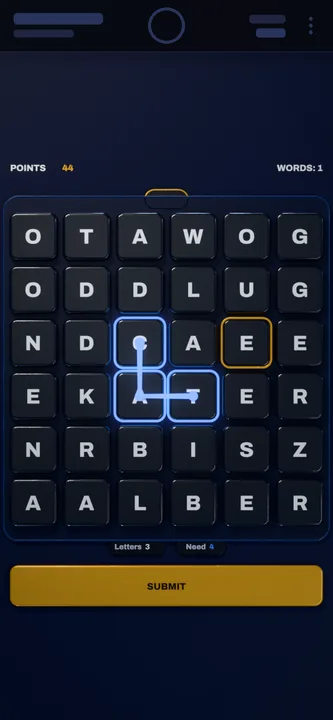 POINTS 44 WORDS: 1
O T A W O G
O D D L U G
N D C A E E
E K A T E R
N R B I S Z
A A L B E R
Letters 3 Need 4
SUBMIT